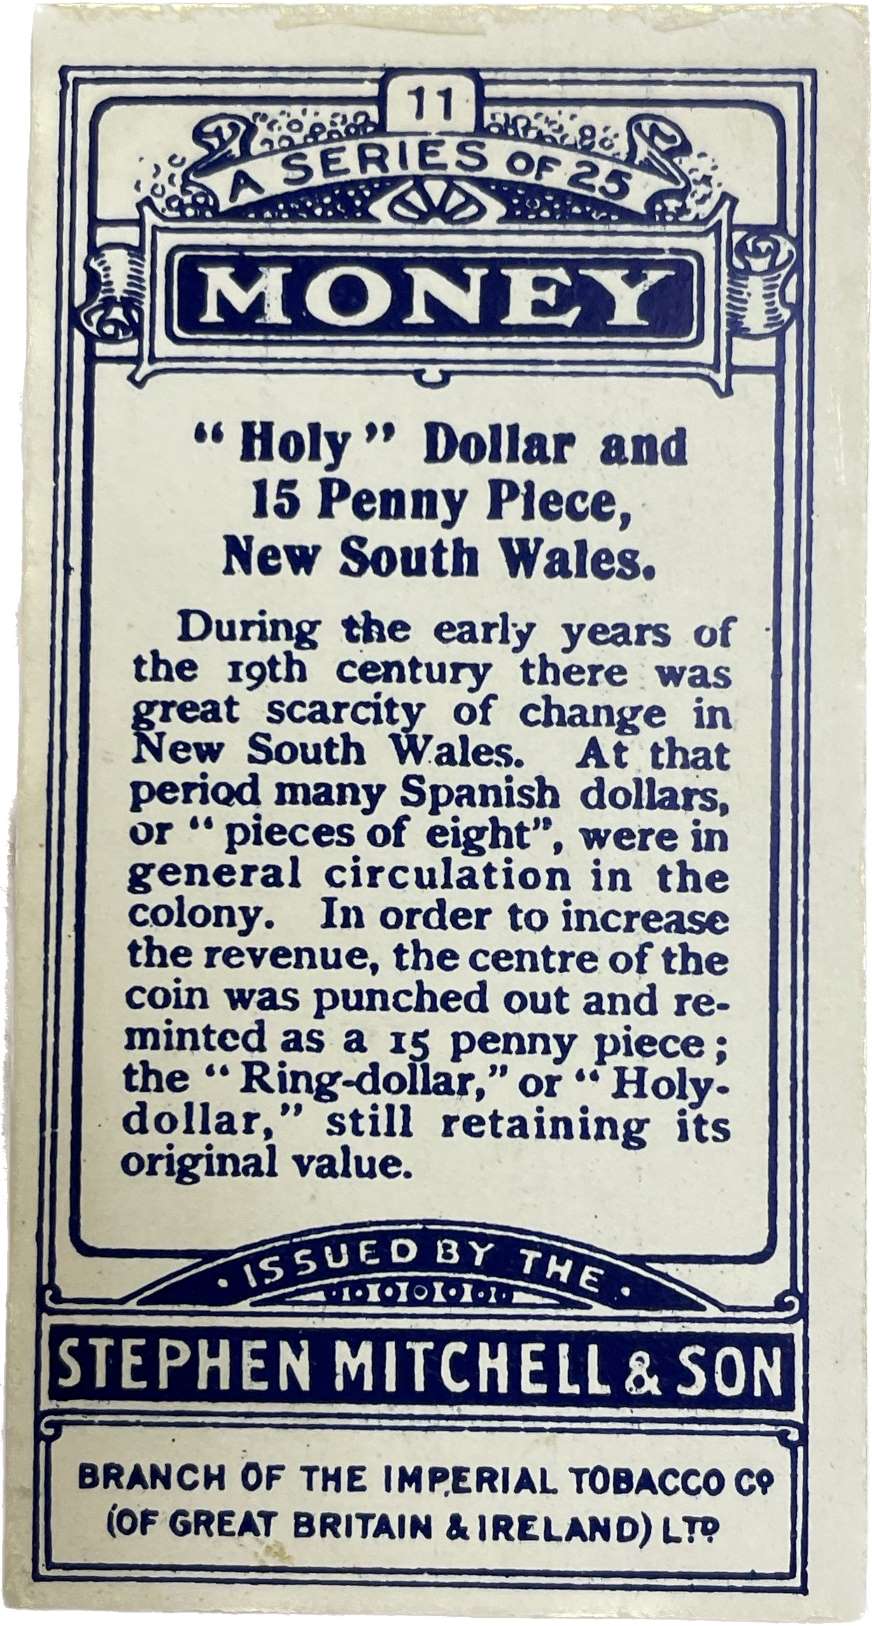 11
A SERIES OF 25
MONEY
“Holy” Dollar and
15 Penny Piece,
New South Wales.
During the early years of
the 19th century there was
great scarcity of change in
New South Wales. At that
period many Spanish dollars,
or “pieces of eight”, were in
general circulation in the
colony. In order to increase
the revenue, the centre of the
coin was punched out and re-
minted as a 15 penny piece;
the “Ring-dollar,” or “Holy-
dollar,” still retaining its
original value.
·ISSUED BY THE·
STEPHEN MITCHELL & SON
BRANCH OF THE IMPERIAL TOBACCO CO
(OF GREAT BRITAIN & IRELAND) LTD